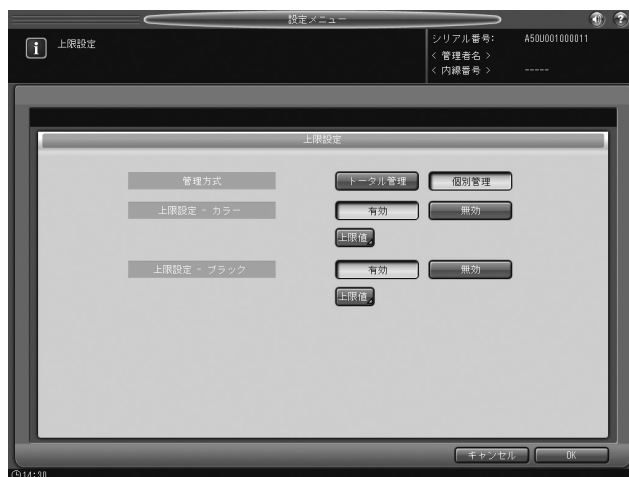 設定メニュー
上限設定
シリアル番号: A50U001000011
< 管理者名 >
< 内線番号 > -----
上限設定
管理方式 トータル管理 個別管理
上限設定 - カラー 有効 無効
上限値
上限設定 - ブラック 有効 無効
上限値
キャンセル OK
14:30